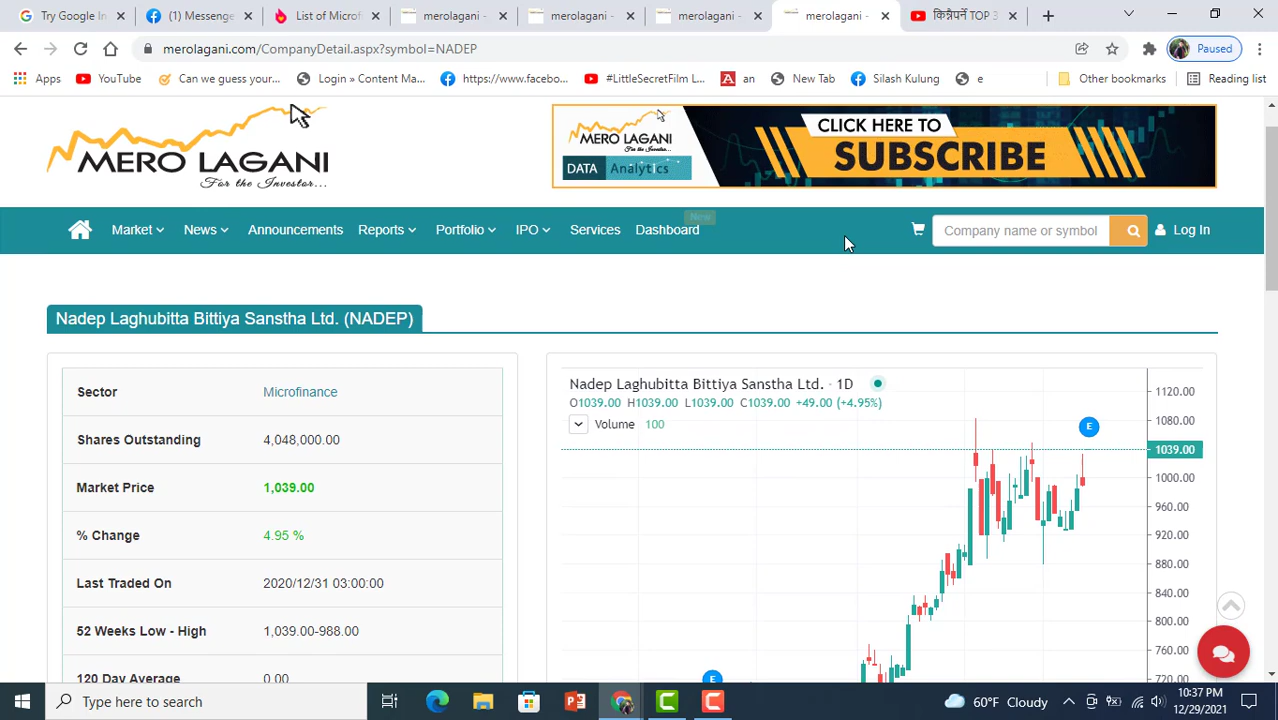 Try Google In
(1) Messenge
List of Microf
merolagani -
merolagani -
merolagani -
merolagani -
किन्नैपर्ने TOP 3
merolagani.com/CompanyDetail.aspx?symbol=NADEP
Paused
Apps
YouTube
Can we guess your...
Login » Content Ma...
https://www.facebo...
#LittleSecretFilm L...
an
New Tab
Silash Kulung
e
Other bookmarks
Reading list
MERO LAGANI
For the Investor...
MERO LAGANI
For the Investor...
DATA Analytics
CLICK HERE TO
SUBSCRIBE
New
Market
News
Announcements
Reports
Portfolio
IPO
Services
Dashboard
Company name or symbol
Log In
Nadep Laghubitta Bittiya Sanstha Ltd. (NADEP)
Sector Microfinance
Shares Outstanding 4,048,000.00
Market Price 1,039.00
% Change 4.95 %
Last Traded On 2020/12/31 03:00:00
52 Weeks Low - High 1,039.00-988.00
120 Day Average 0.00
Nadep Laghubitta Bittiya Sanstha Ltd. · 1D
O1039.00 H1039.00 L1039.00 C1039.00 +49.00 (+4.95%)
Volume 100
1120.00
1080.00
E
1039.00
1000.00
960.00
920.00
880.00
840.00
800.00
760.00
E
720.00
Type here to search
60°F Cloudy
10:37 PM
12/29/2021